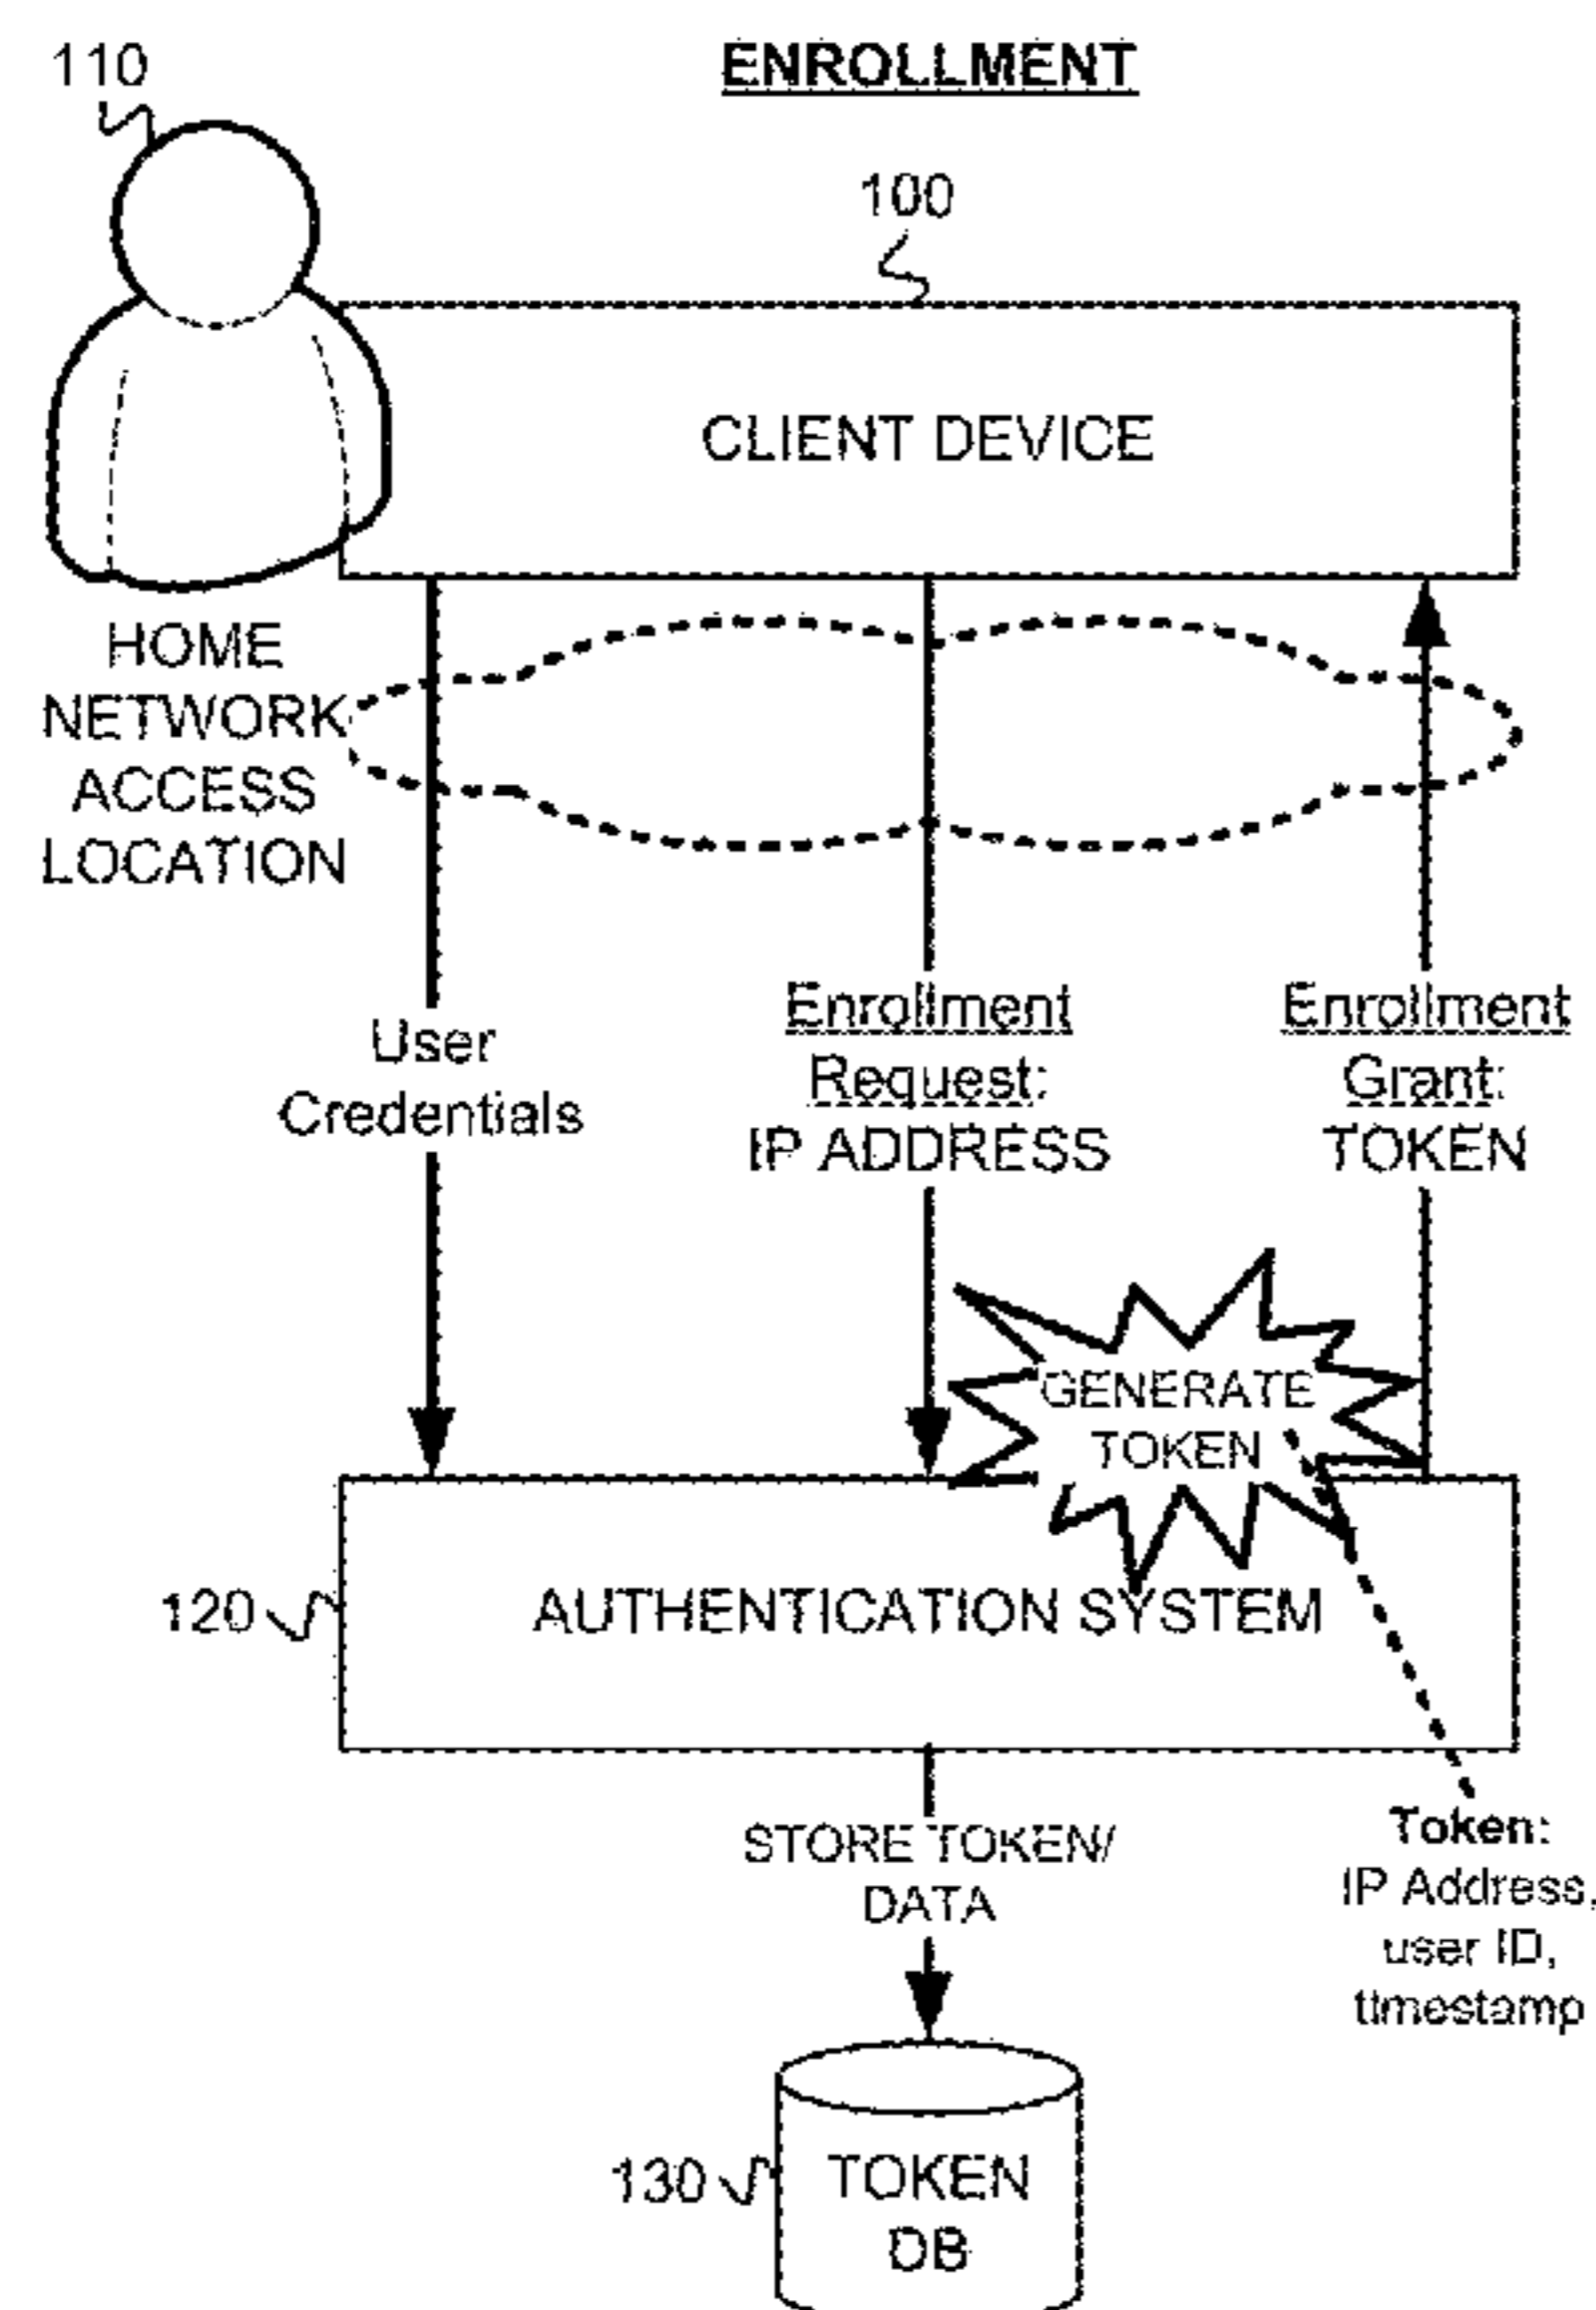 110
ENROLLMENT
100
CLIENT DEVICE
HOME
NETWORK
ACCESS
LOCATION
User
Credentials
Enrollment
Request:
IP ADDRESS
Enrollment
Grant:
TOKEN
GENERATE
TOKEN
120
AUTHENTICATION SYSTEM
STORE TOKEN/
DATA
Token:
IP Address,
user ID,
timestamp
130
TOKEN
DB